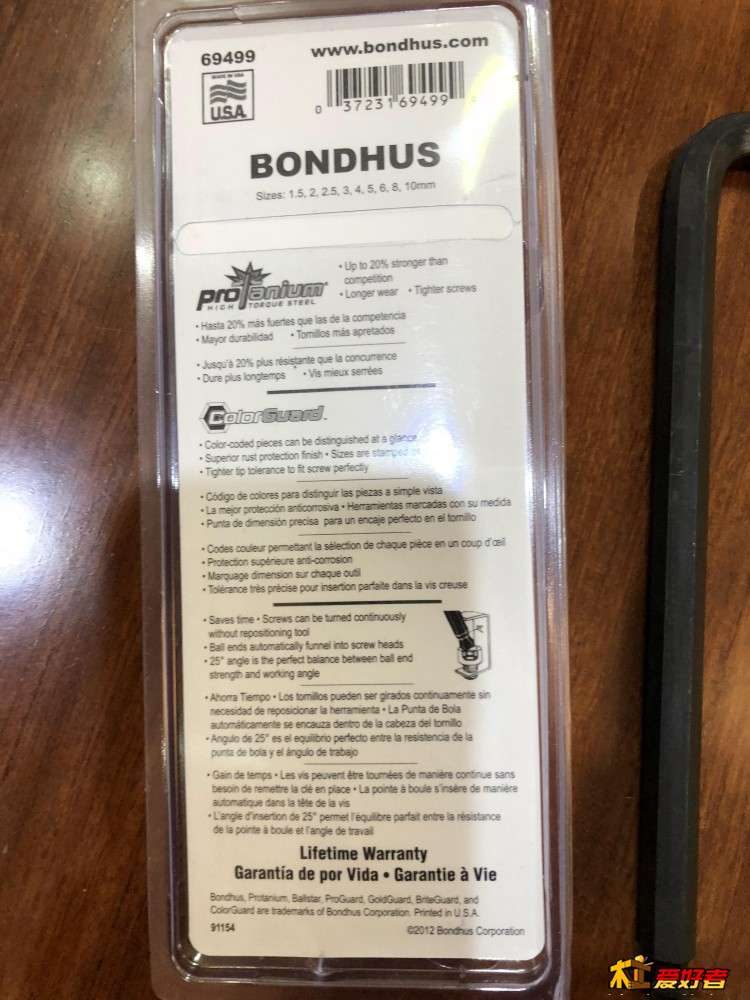 69499
www.bondhus.com
MADE IN USA
U.S.A.
0 37231 69499
BONDHUS
Sizes: 1.5, 2, 2.5, 3, 4, 5, 6, 8, 10mm
• Up to 20% stronger than
competition
• Longer wear • Tighter screws
proTanium
HIGH TORQUE STEEL
• Hasta 20% más fuertes que las de la competencia
• Mayor durabilidad • Tornillos más apretados
• Jusqu'à 20% plus résistante que la concurrence
• Dure plus longtemps • Vis mieux serrées
ColorGuard
• Color-coded pieces can be distinguished at a glance
• Superior rust protection finish • Sizes are stamped
• Tighter tip tolerance to fit screw perfectly
• Código de colores para distinguir las piezas a simple vista
• La mejor protección anticorrosiva • Herramientas marcadas con su medida
• Punta de dimensión precisa para un encaje perfecto en el tornillo
• Codes couleur permettant la sélection de chaque pièce en un coup d'œil
• Protection supérieure anti-corrosion
• Marquage dimension sur chaque outil
• Tolérance très précise pour insertion parfaite dans la vis creuse
• Saves time • Screws can be turned continuously
without repositioning tool
• Ball ends automatically funnel into screw heads
• 25° angle is the perfect balance between ball end
strength and working angle
• Ahorra Tiempo • Los tornillos pueden ser girados continuamente sin
necesidad de reposicionar la herramienta • La Punta de Bola
automáticamente se encauza dentro de la cabeza del tornillo
• Angulo de 25° es el equilibrio perfecto entre la resistencia de la
punta de bola y el ángulo de trabajo
• Gain de temps • Les vis peuvent être tournées de manière continue sans
besoin de remettre la clé en place • La pointe à boule s'insère de manière
automatique dans la tête de la vis
• L'angle d'insertion de 25° permet l'équilibre parfait entre la résistance
de la pointe à boule et l'angle de travail
Lifetime Warranty
Garantía de por Vida • Garantie à Vie
Bondhus, Protanium, Ballstar, ProGuard, GoldGuard, BriteGuard, and
ColorGuard are trademarks of Bondhus Corporation. Printed in U.S.A.
91154
©2012 Bondhus Corporation
爱好者